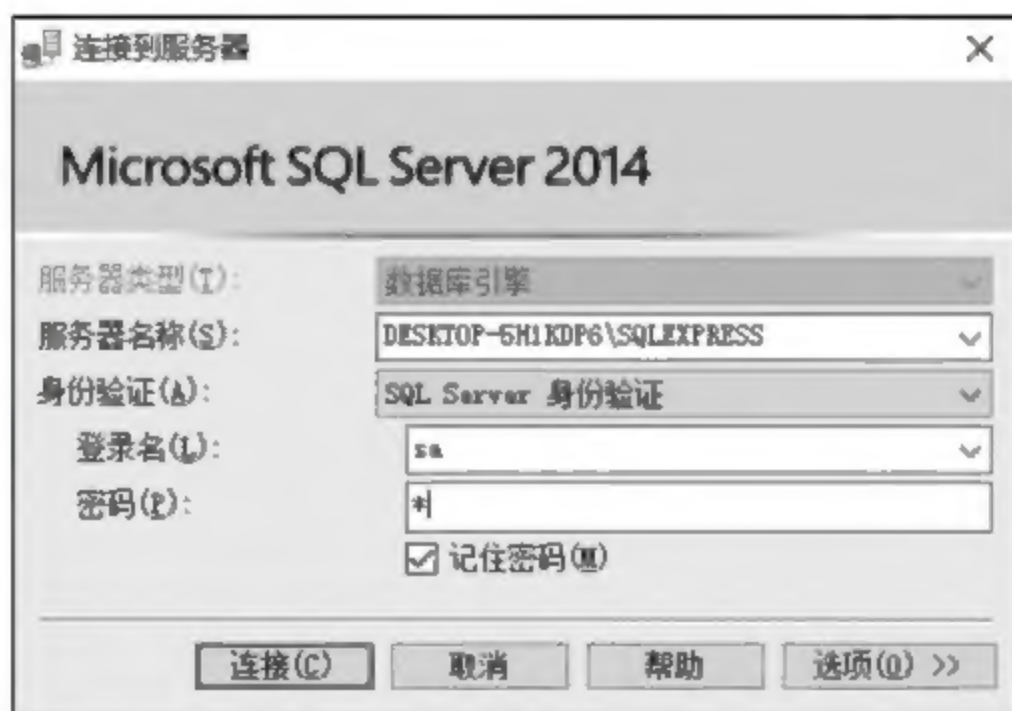 连接到服务器
Microsoft SQL Server 2014
服务器类型(T): 数据库引擎
服务器名称(S): DESKTOP-5H1KDP6\SQLEXPRESS
身份验证(A): SQL Server 身份验证
登录名(L): sa
密码(P): *
记住密码(M)
连接(C) 取消 帮助 选项(O) >>